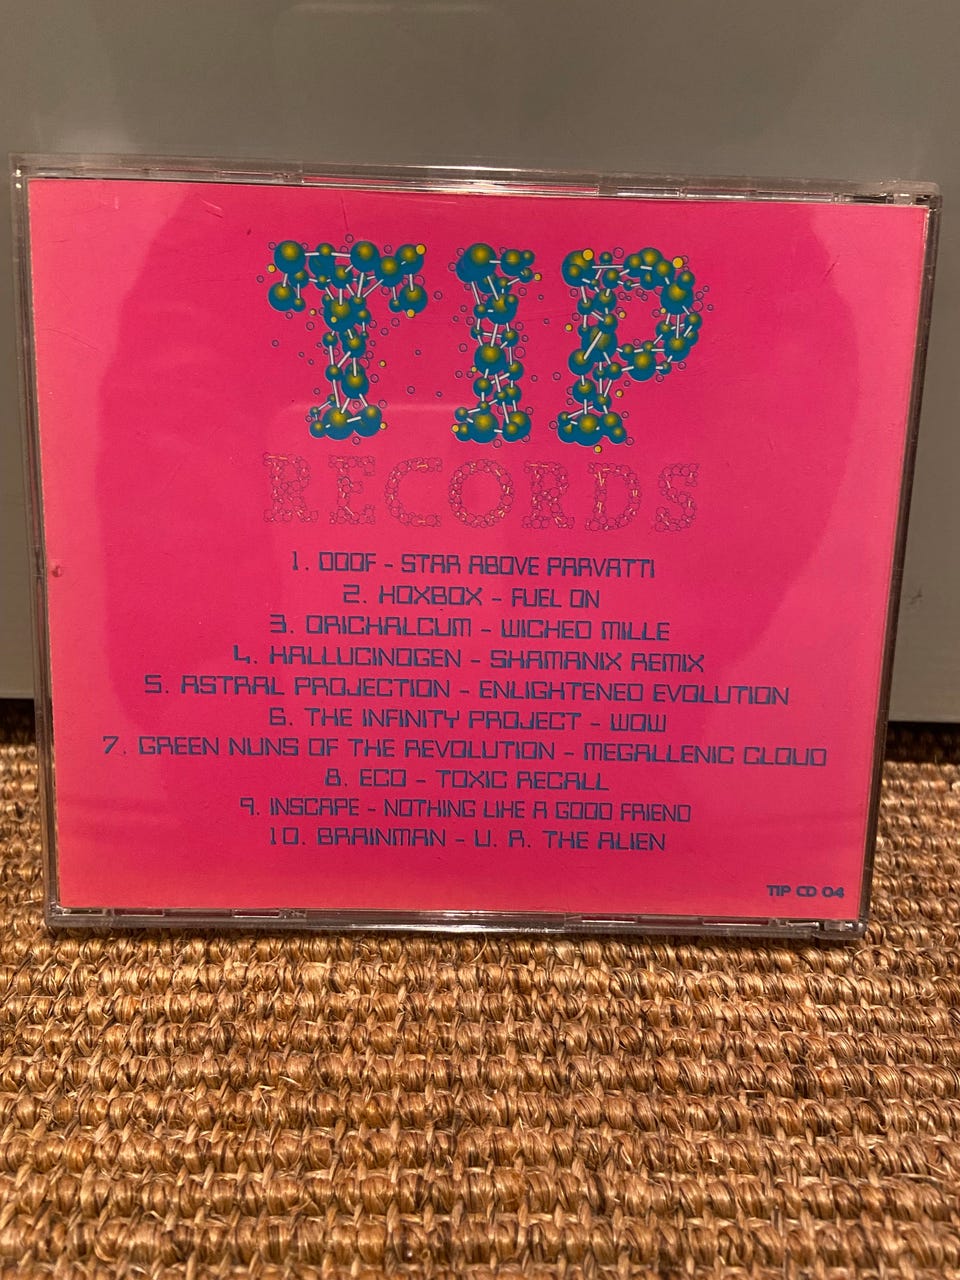 TIP
RECORDS
1. DOOF - STAR ABOVE PARVATTI
2. HOXBOX - FUEL ON
3. ORICHALCUM - WICKED MILLE
4. HALLUCINOGEN - SHAMANIX REMIX
5. ASTRAL PROJECTION - ENLIGHTENED EVOLUTION
6. THE INFINITY PROJECT - WOW
7. GREEN NUNS OF THE REVOLUTION - MEGALLENIC CLOUD
8. ECO - TOXIC RECALL
9. INSCAPE - NOTHING LIKE A GOOD FRIEND
10. BRAINMAN - U. R. THE ALIEN
TIP CD 04